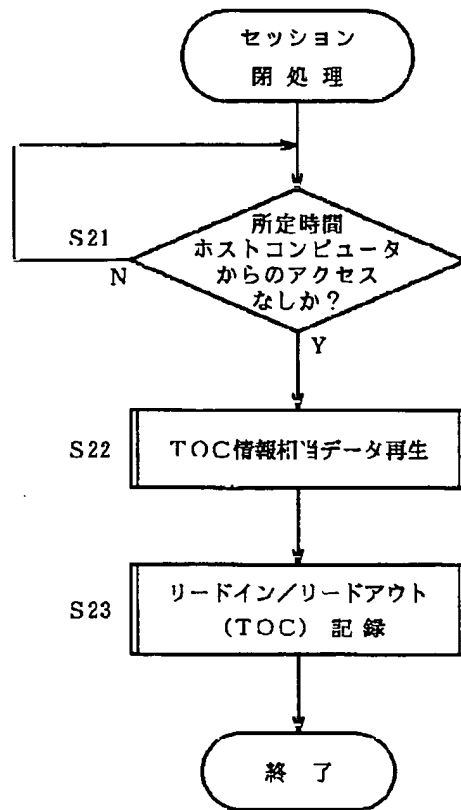 セッション
閉 処 理
所定時間
S21
ホストコンピュータ
からのアクセス
N
なしか?
Y
S22
TOC情報相当データ再生
リードイン/リードアウト
S23
(TOC) 記 録
終 了